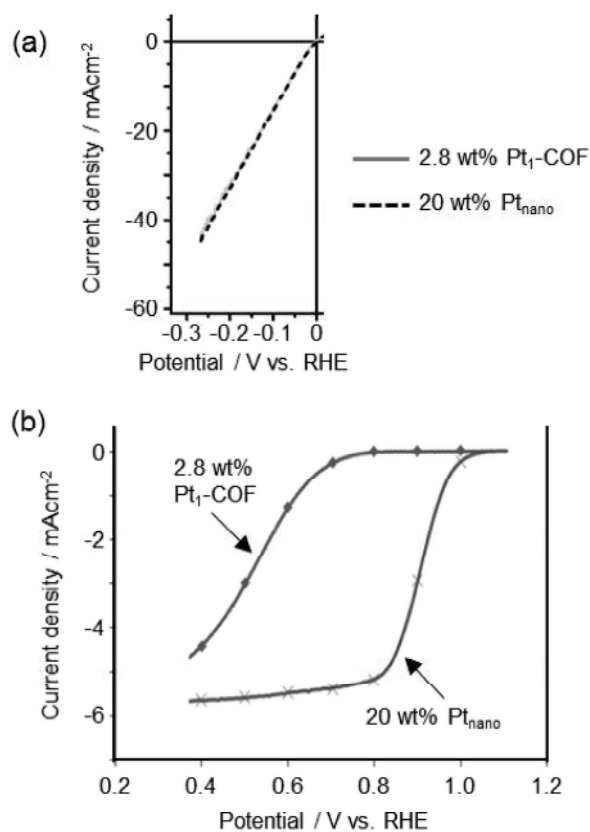 (a)
0
-20
-40
-60
Current density / mAcm⁻²
-0.3 -0.2 -0.1 0
Potential / V vs. RHE
2.8 wt% Pt₁-COF
20 wt% Ptₙₐₙₒ
(b)
0
-2
-4
-6
Current density / mAcm⁻²
2.8 wt%
Pt₁-COF
20 wt% Ptₙₐₙₒ
0.2 0.4 0.6 0.8 1.0 1.2
Potential / V vs. RHE